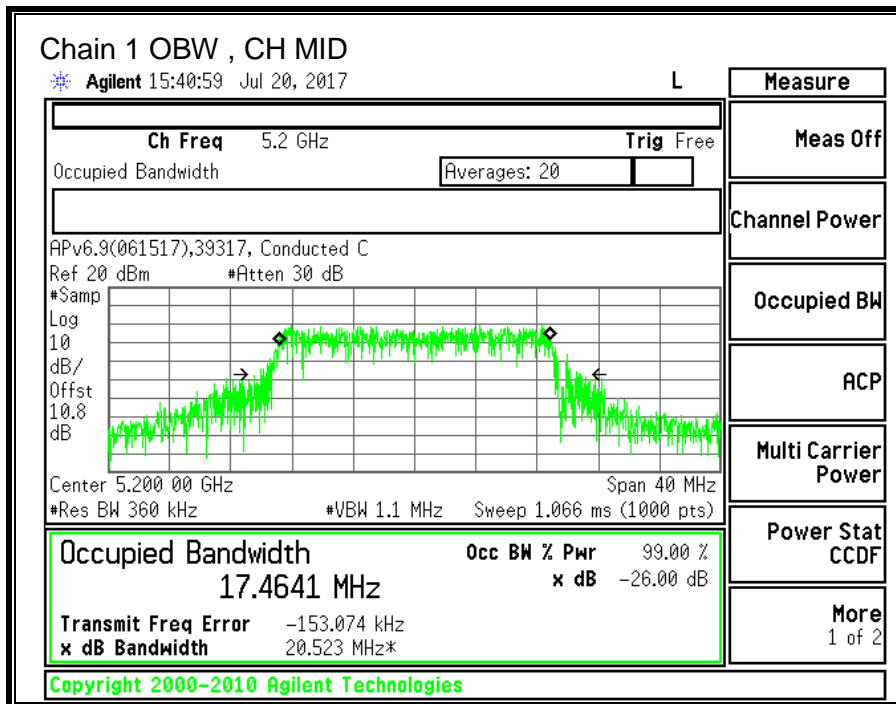 Chain 1 OBW , CH MID
Agilent 15:40:59 Jul 20, 2017 L
Measure
Ch Freq 5.2 GHz Trig Free
Meas Off
Occupied Bandwidth Averages: 20
Channel Power
APv6.9(061517),39317, Conducted C
Ref 20 dBm #Atten 30 dB
#Samp
Log
10
dB/
Offst
10.8
dB
Occupied BW
ACP
Center 5.200 00 GHz Span 40 MHz
#Res BW 360 kHz #VBW 1.1 MHz Sweep 1.066 ms (1000 pts)
Multi Carrier
Power
Occupied Bandwidth Occ BW % Pwr 99.00 %
17.4641 MHz x dB -26.00 dB
Power Stat
CCDF
Transmit Freq Error -153.074 kHz
x dB Bandwidth 20.523 MHz*
More
1 of 2
Copyright 2000-2010 Agilent Technologies